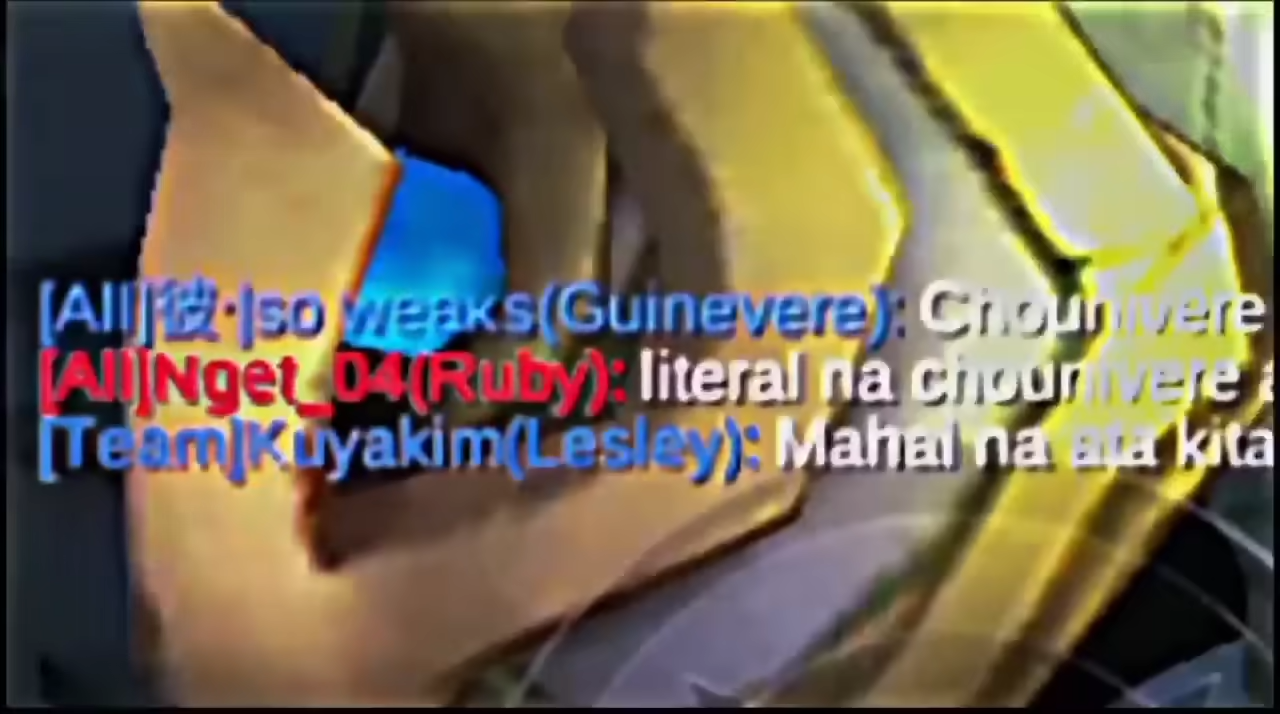 [All]彼·|so weaks(Guinevere): Chounivere
[All]Nget_04(Ruby): literal na chounivere a
[Team]Kuyakim(Lesley): Mahal na ata kita